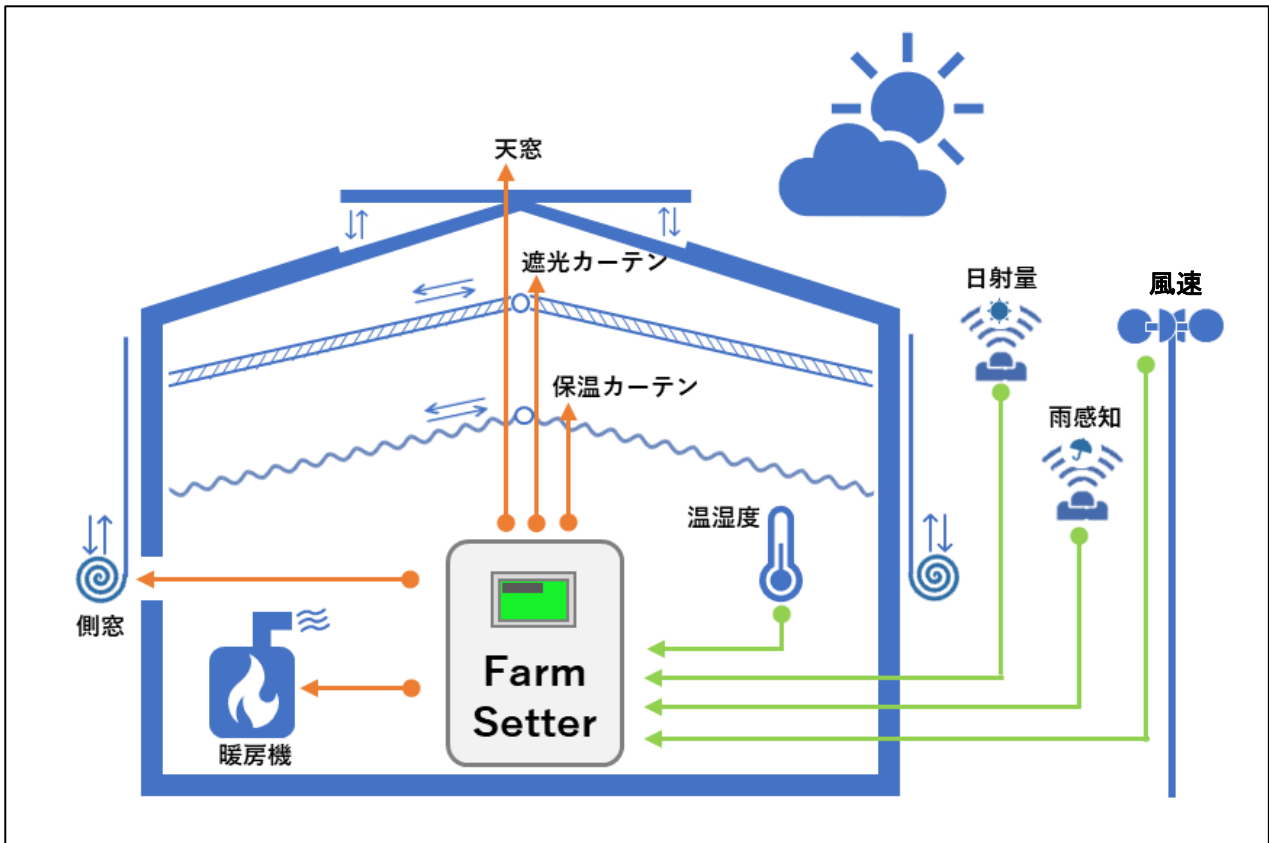 天窓
遮光カーテン
日射量
風速
保温カーテン
雨感知
温湿度
側窓
Farm
Setter
暖房機